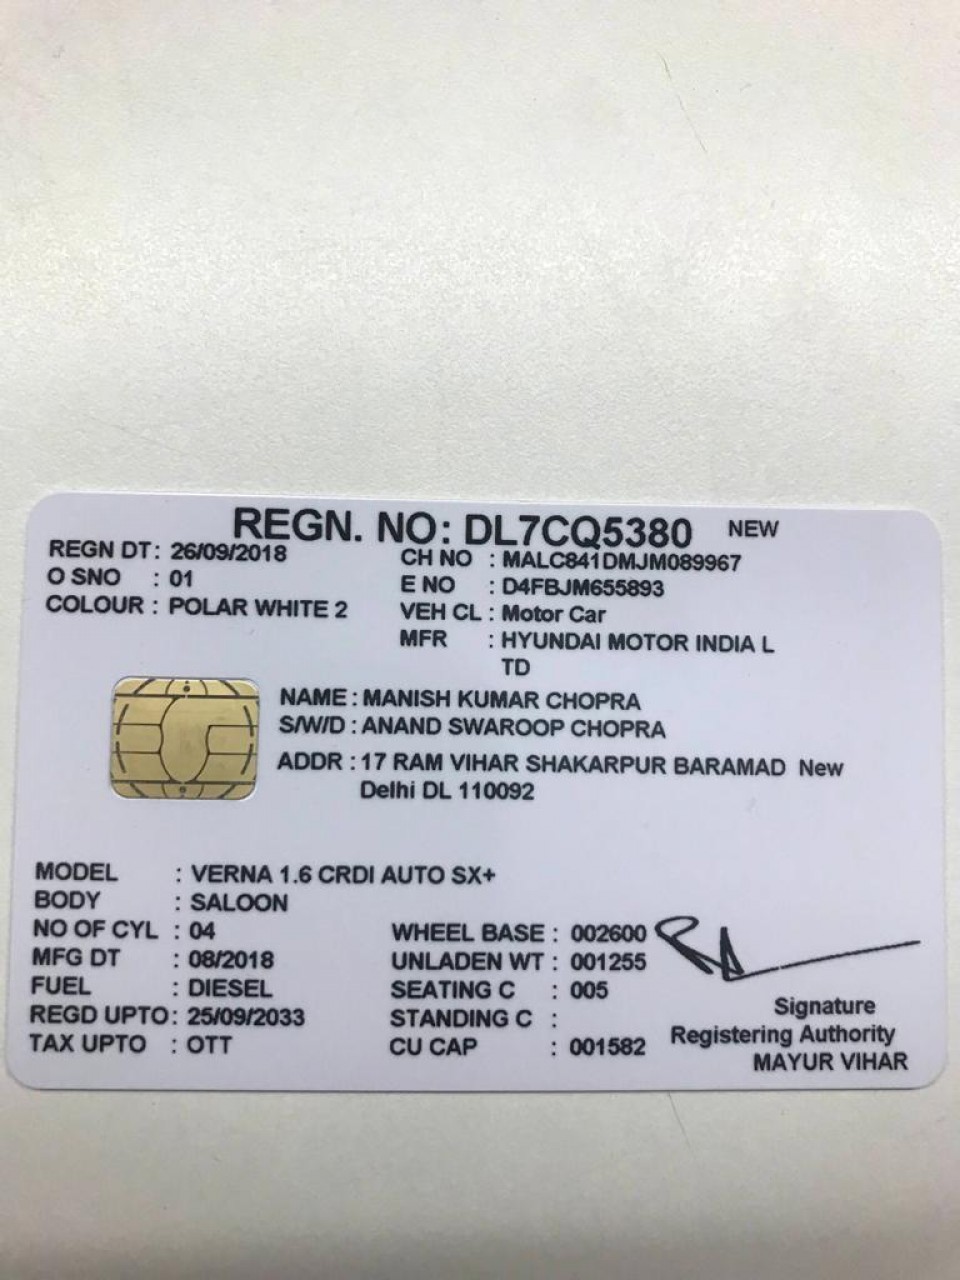 REGN. NO: DL7CQ5380 NEW
REGN DT: 26/09/2018
O SNO : 01
COLOUR : POLAR WHITE 2
CH NO : MALC841DMJM089967
E NO : D4FBJM655893
VEH CL : Motor Car
MFR : HYUNDAI MOTOR INDIA L
TD
NAME : MANISH KUMAR CHOPRA
S/W/D : ANAND SWAROOP CHOPRA
ADDR : 17 RAM VIHAR SHAKARPUR BARAMAD New
Delhi DL 110092
MODEL : VERNA 1.6 CRDI AUTO SX+
BODY : SALOON
NO OF CYL : 04
MFG DT : 08/2018
FUEL : DIESEL
REGD UPTO: 25/09/2033
TAX UPTO : OTT
WHEEL BASE : 002600
UNLADEN WT : 001255
SEATING C : 005
STANDING C :
CU CAP : 001582
Signature
Registering Authority
MAYUR VIHAR